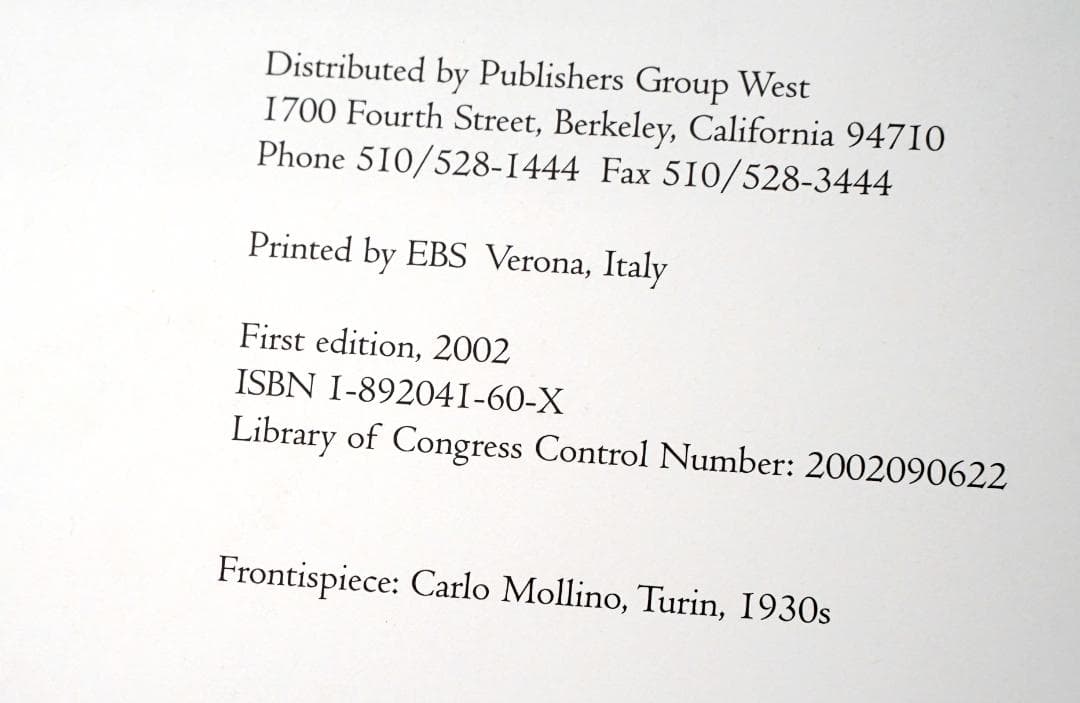 Distributed by Publishers Group West
1700 Fourth Street, Berkeley, California 94710
Phone 510/528-1444 Fax 510/528-3444
Printed by EBS Verona, Italy
First edition, 2002
ISBN 1-892041-60-X
Library of Congress Control Number: 2002090622
Frontispiece: Carlo Mollino, Turin, 1930s